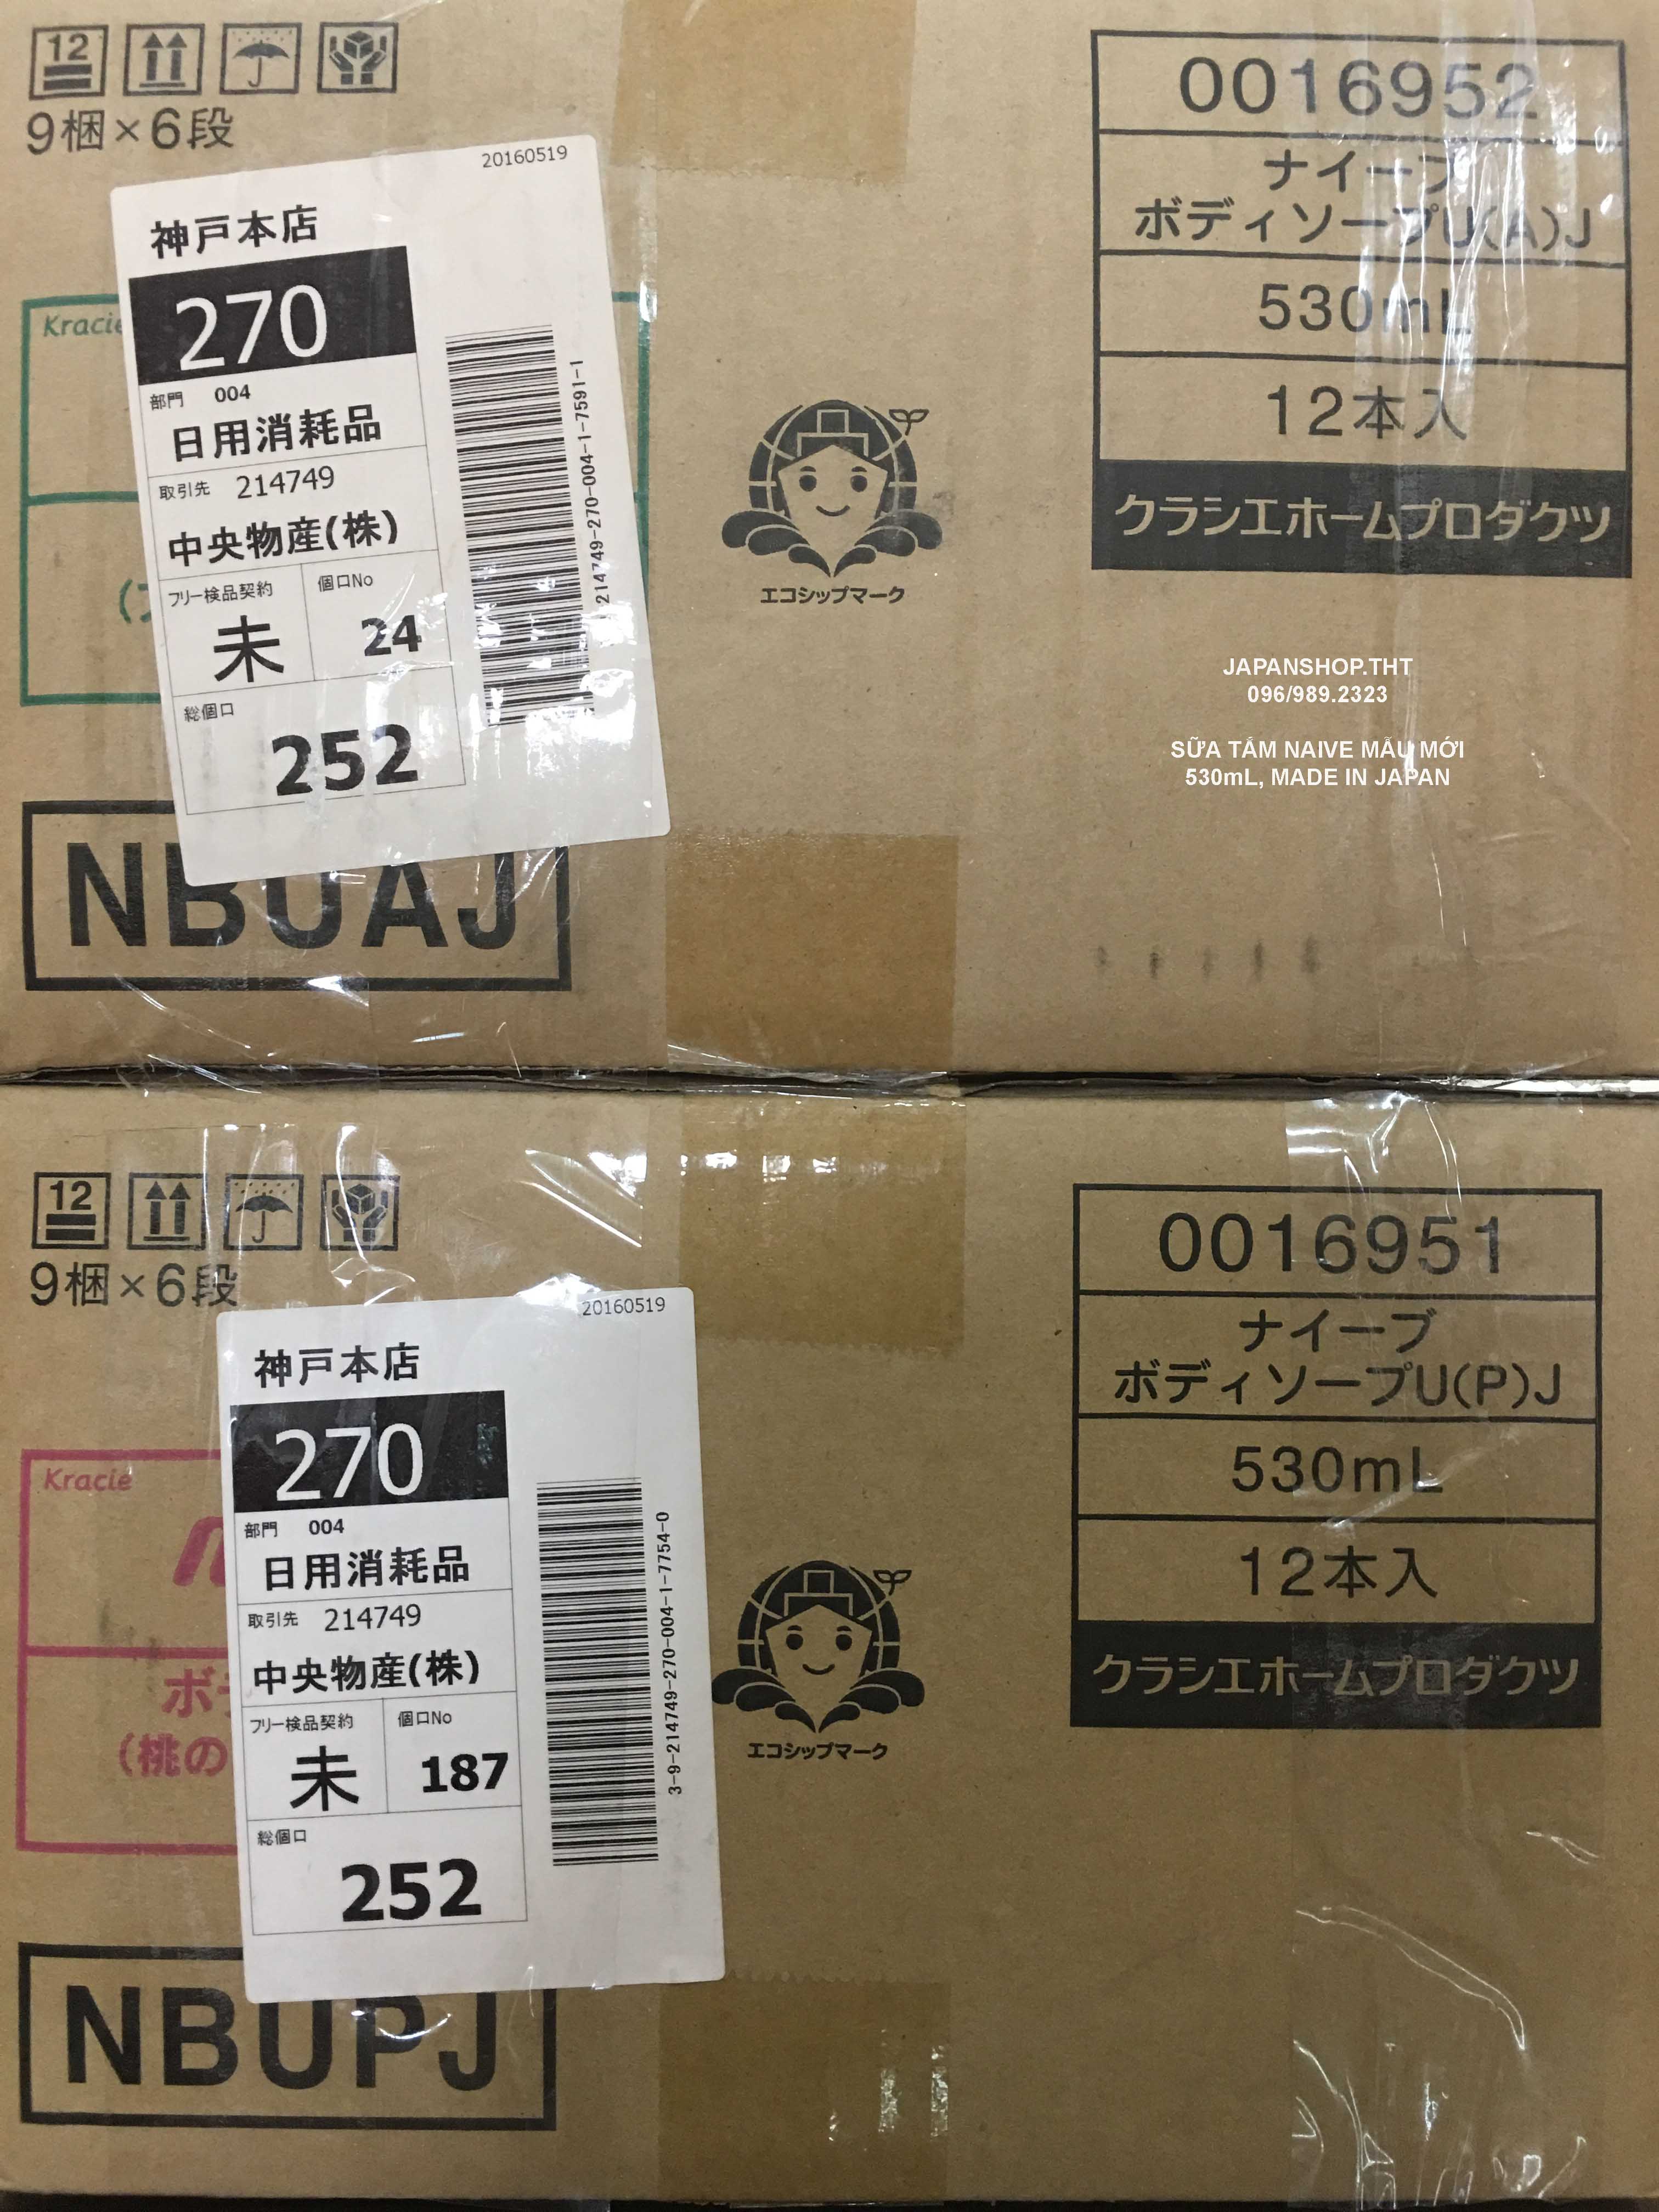 12
9梱×6段
20160519
神戸本店
270
部門 004
日用消耗品
取引先 214749
中央物産(株)
フリー検品契約
未
個口No
24
総個口
252
214749-270-004-1-7591-1
Kracie
NBUAJ
エコシップマーク
0016952
ナイーブ
ボディソープU(A)J
530mL
12本入
クラシエホームプロダクツ
JAPANSHOP.THT
096/989.2323
SỮA TẮM NAIVE MẪU MỚI
530mL, MADE IN JAPAN
12
9梱×6段
20160519
神戸本店
270
部門 004
日用消耗品
取引先 214749
中央物産(株)
フリー検品契約
未
個口No
187
総個口
252
3-9-214749-270-004-1-7754-0
Kracie
ボデ
(桃の
NBUPJ
エコシップマーク
0016951
ナイーブ
ボディソープU(P)J
530mL
12本入
クラシエホームプロダクツ